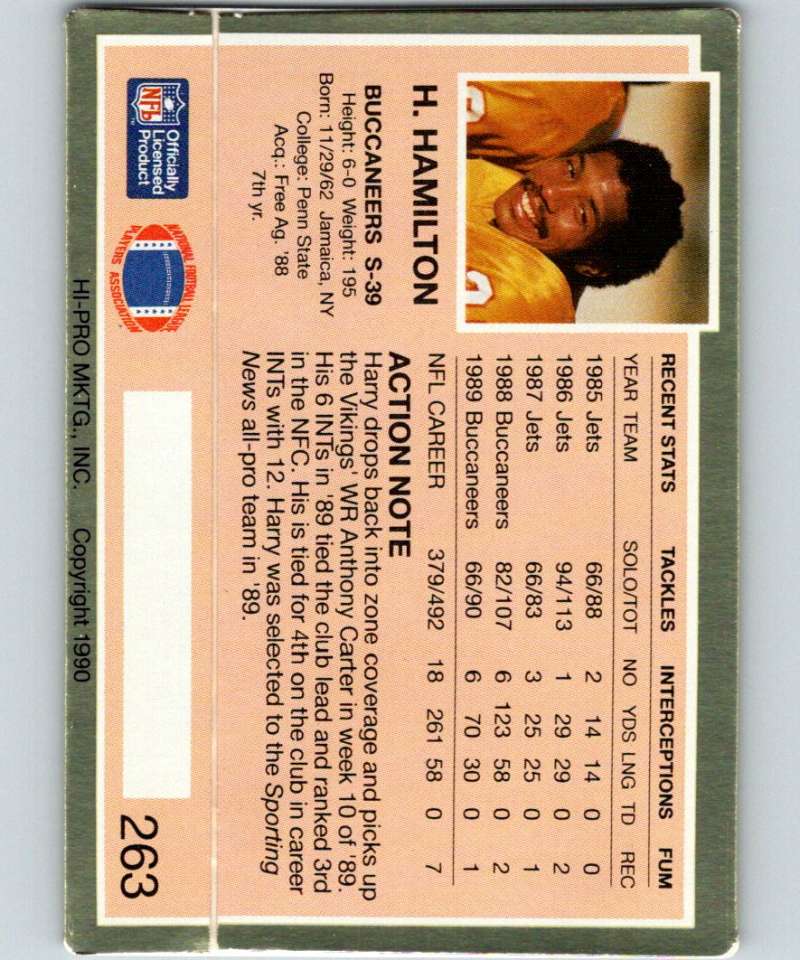 H. HAMILTON
BUCCANEERS S-39
Height: 6-0 Weight: 195
Born: 11/29/62 Jamaica, NY
College: Penn State
Acq.: Free Ag. '88
7th yr.
NFL
Officially
Licensed
Product
NATIONAL FOOTBALL LEAGUE
PLAYERS ASSOCIATION
RECENT STATS TACKLES INTERCEPTIONS FUM
YEAR TEAM SOLO/TOT NO YDS LNG TD REC
1985 Jets 66/88 2 14 14 0 0
1986 Jets 94/113 1 29 29 0 2
1987 Jets 66/83 3 25 25 0 1
1988 Buccaneers 82/107 6 123 58 0 2
1989 Buccaneers 66/90 6 70 30 0 1
NFL CAREER 379/492 18 261 58 0 7
ACTION NOTE
Harry drops back into zone coverage and picks up
the Vikings' WR Anthony Carter in week 10 of '89.
His 6 INTs in '89 tied the club lead and ranked 3rd
in the NFC. His is tied for 4th on the club in career
INTs with 12. Harry was selected to the Sporting
News all-pro team in '89.
263
HI-PRO MKTG., INC. Copyright 1990